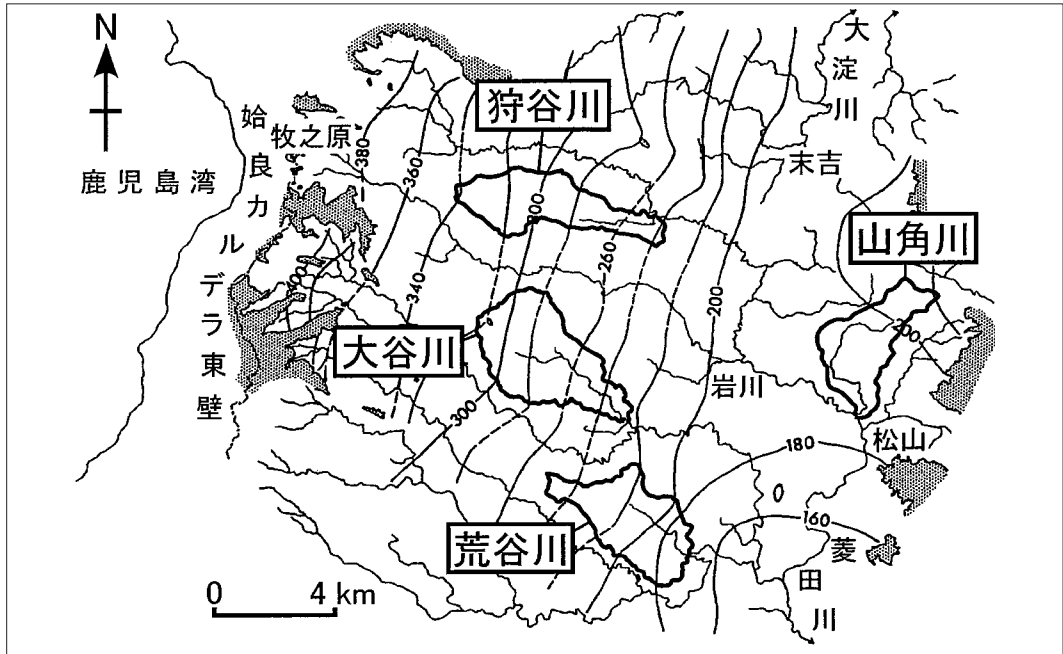 N
鹿児島湾
姶良カルデラ東壁
牧之原
狩谷川
大淀川
末吉
山角川
大谷川
岩川
松山
荒谷川
菱田川
380
360
340
300
300
260
200
200
180
160
400
0 4 km